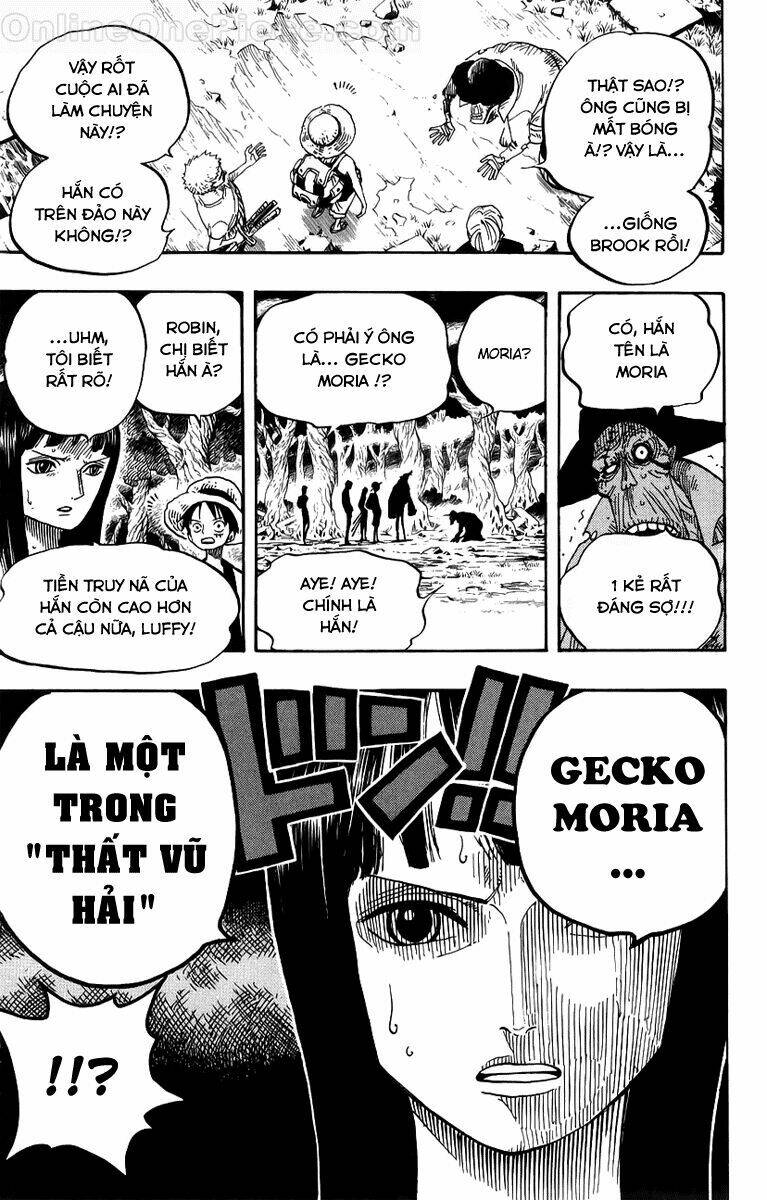 OnlineOnePiece.com
THẬT SAO!?
ÔNG CŨNG BỊ
MẤT BÓNG
À!? VẬY LÀ...
...GIỐNG
BROOK RỒI!
VẬY RỐT
CUỘC AI ĐÃ
LÀM CHUYỆN
NÀY!?
HẮN CÓ
TRÊN ĐẢO NÀY
KHÔNG!?
CÓ, HẮN
TÊN LÀ
MORIA
1 KẺ RẤT
ĐÁNG SỢ!!!
MORIA?
CÓ PHẢI Ý ÔNG
LÀ... GECKO
MORIA !?
AYE! AYE!
CHÍNH LÀ
HẮN!
ROBIN,
CHỊ BIẾT
HẮN À?
...UHM,
TÔI BIẾT
RẤT RÕ!
TIỀN TRUY NÃ CỦA
HẮN CÒN CAO HƠN
CẢ CẬU NỮA, LUFFY!
GECKO
MORIA
...
ドン!!
LÀ MỘT
TRONG
"THẤT VŨ
HẢI"
!!?